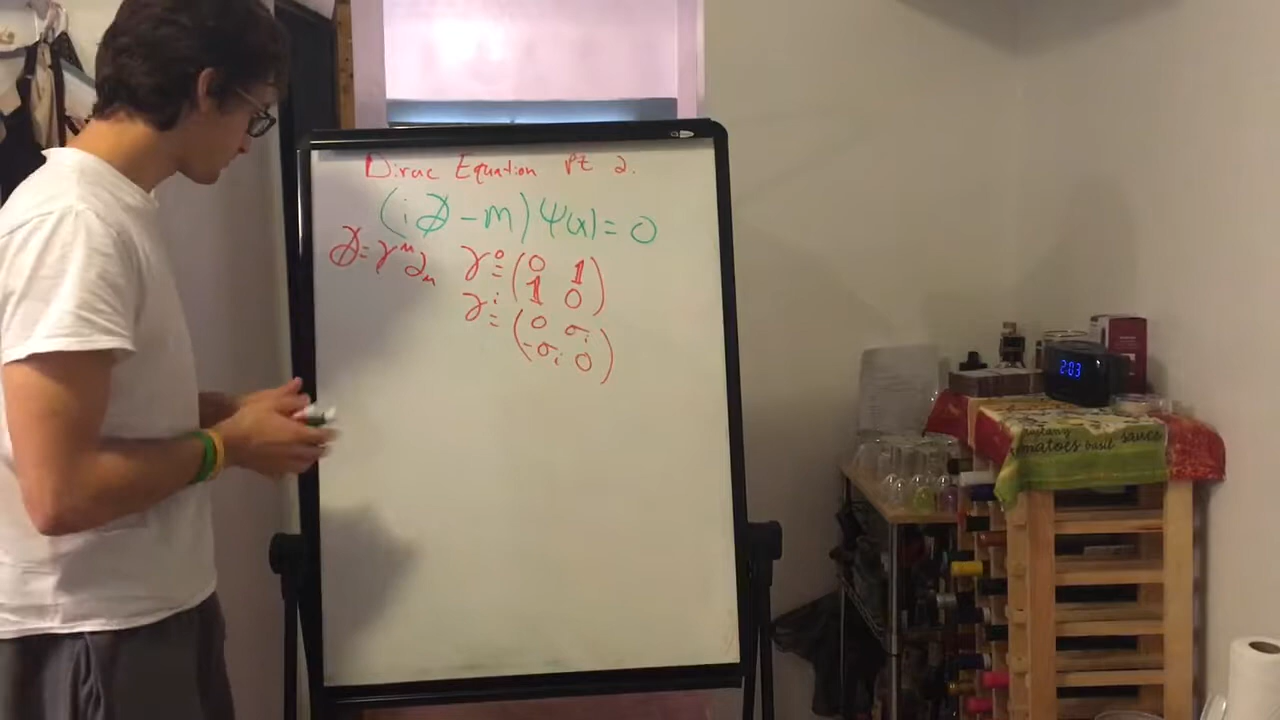 Dirac Equation Pt 2.
(i∂̸ - m) Ψ(x) = 0
∂̸ = γ^μ ∂_μ
γ^0 = (0 1
1 0)
γ^i = (0 σ_i
-σ_i 0)
2:03
tomatoes basil sauce